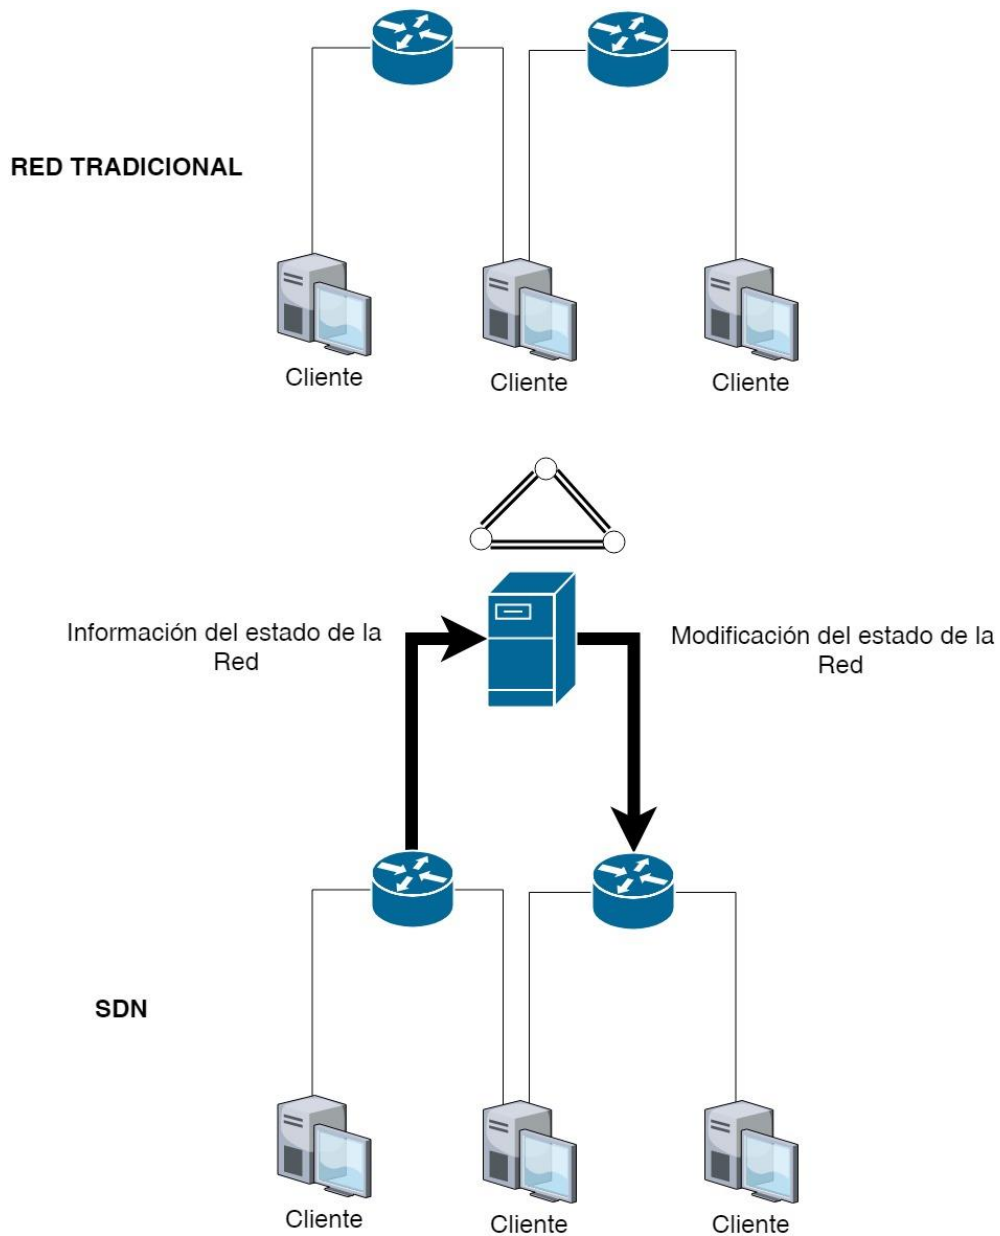 RED TRADICIONAL
Cliente
Cliente
Cliente
Información del estado de la
Red
Modificación del estado de la
Red
SDN
Cliente
Cliente
Cliente